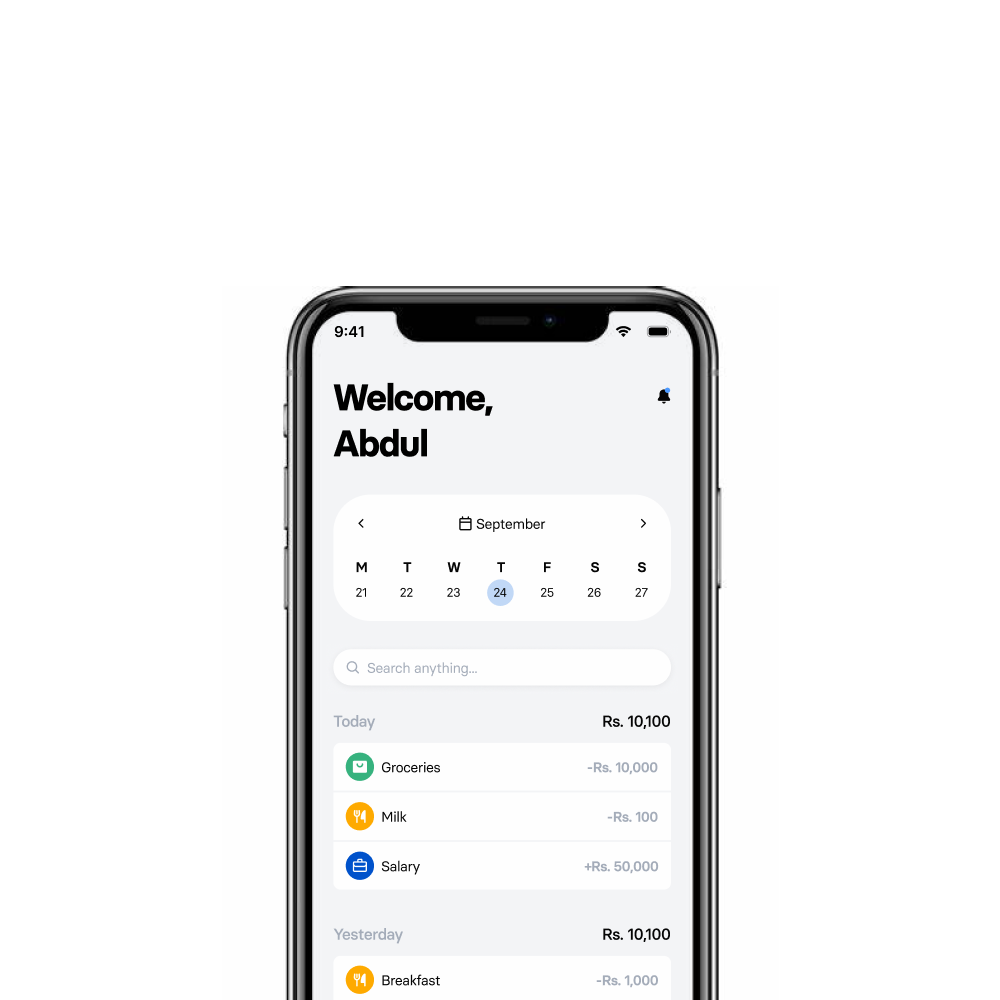 9:41
Welcome,
Abdul
September
M T W T F S S
21 22 23 24 25 26 27
Search anything...
Today Rs. 10,100
Groceries -Rs. 10,000
Milk -Rs. 100
Salary +Rs. 50,000
Yesterday Rs. 10,100
Breakfast -Rs. 1,000